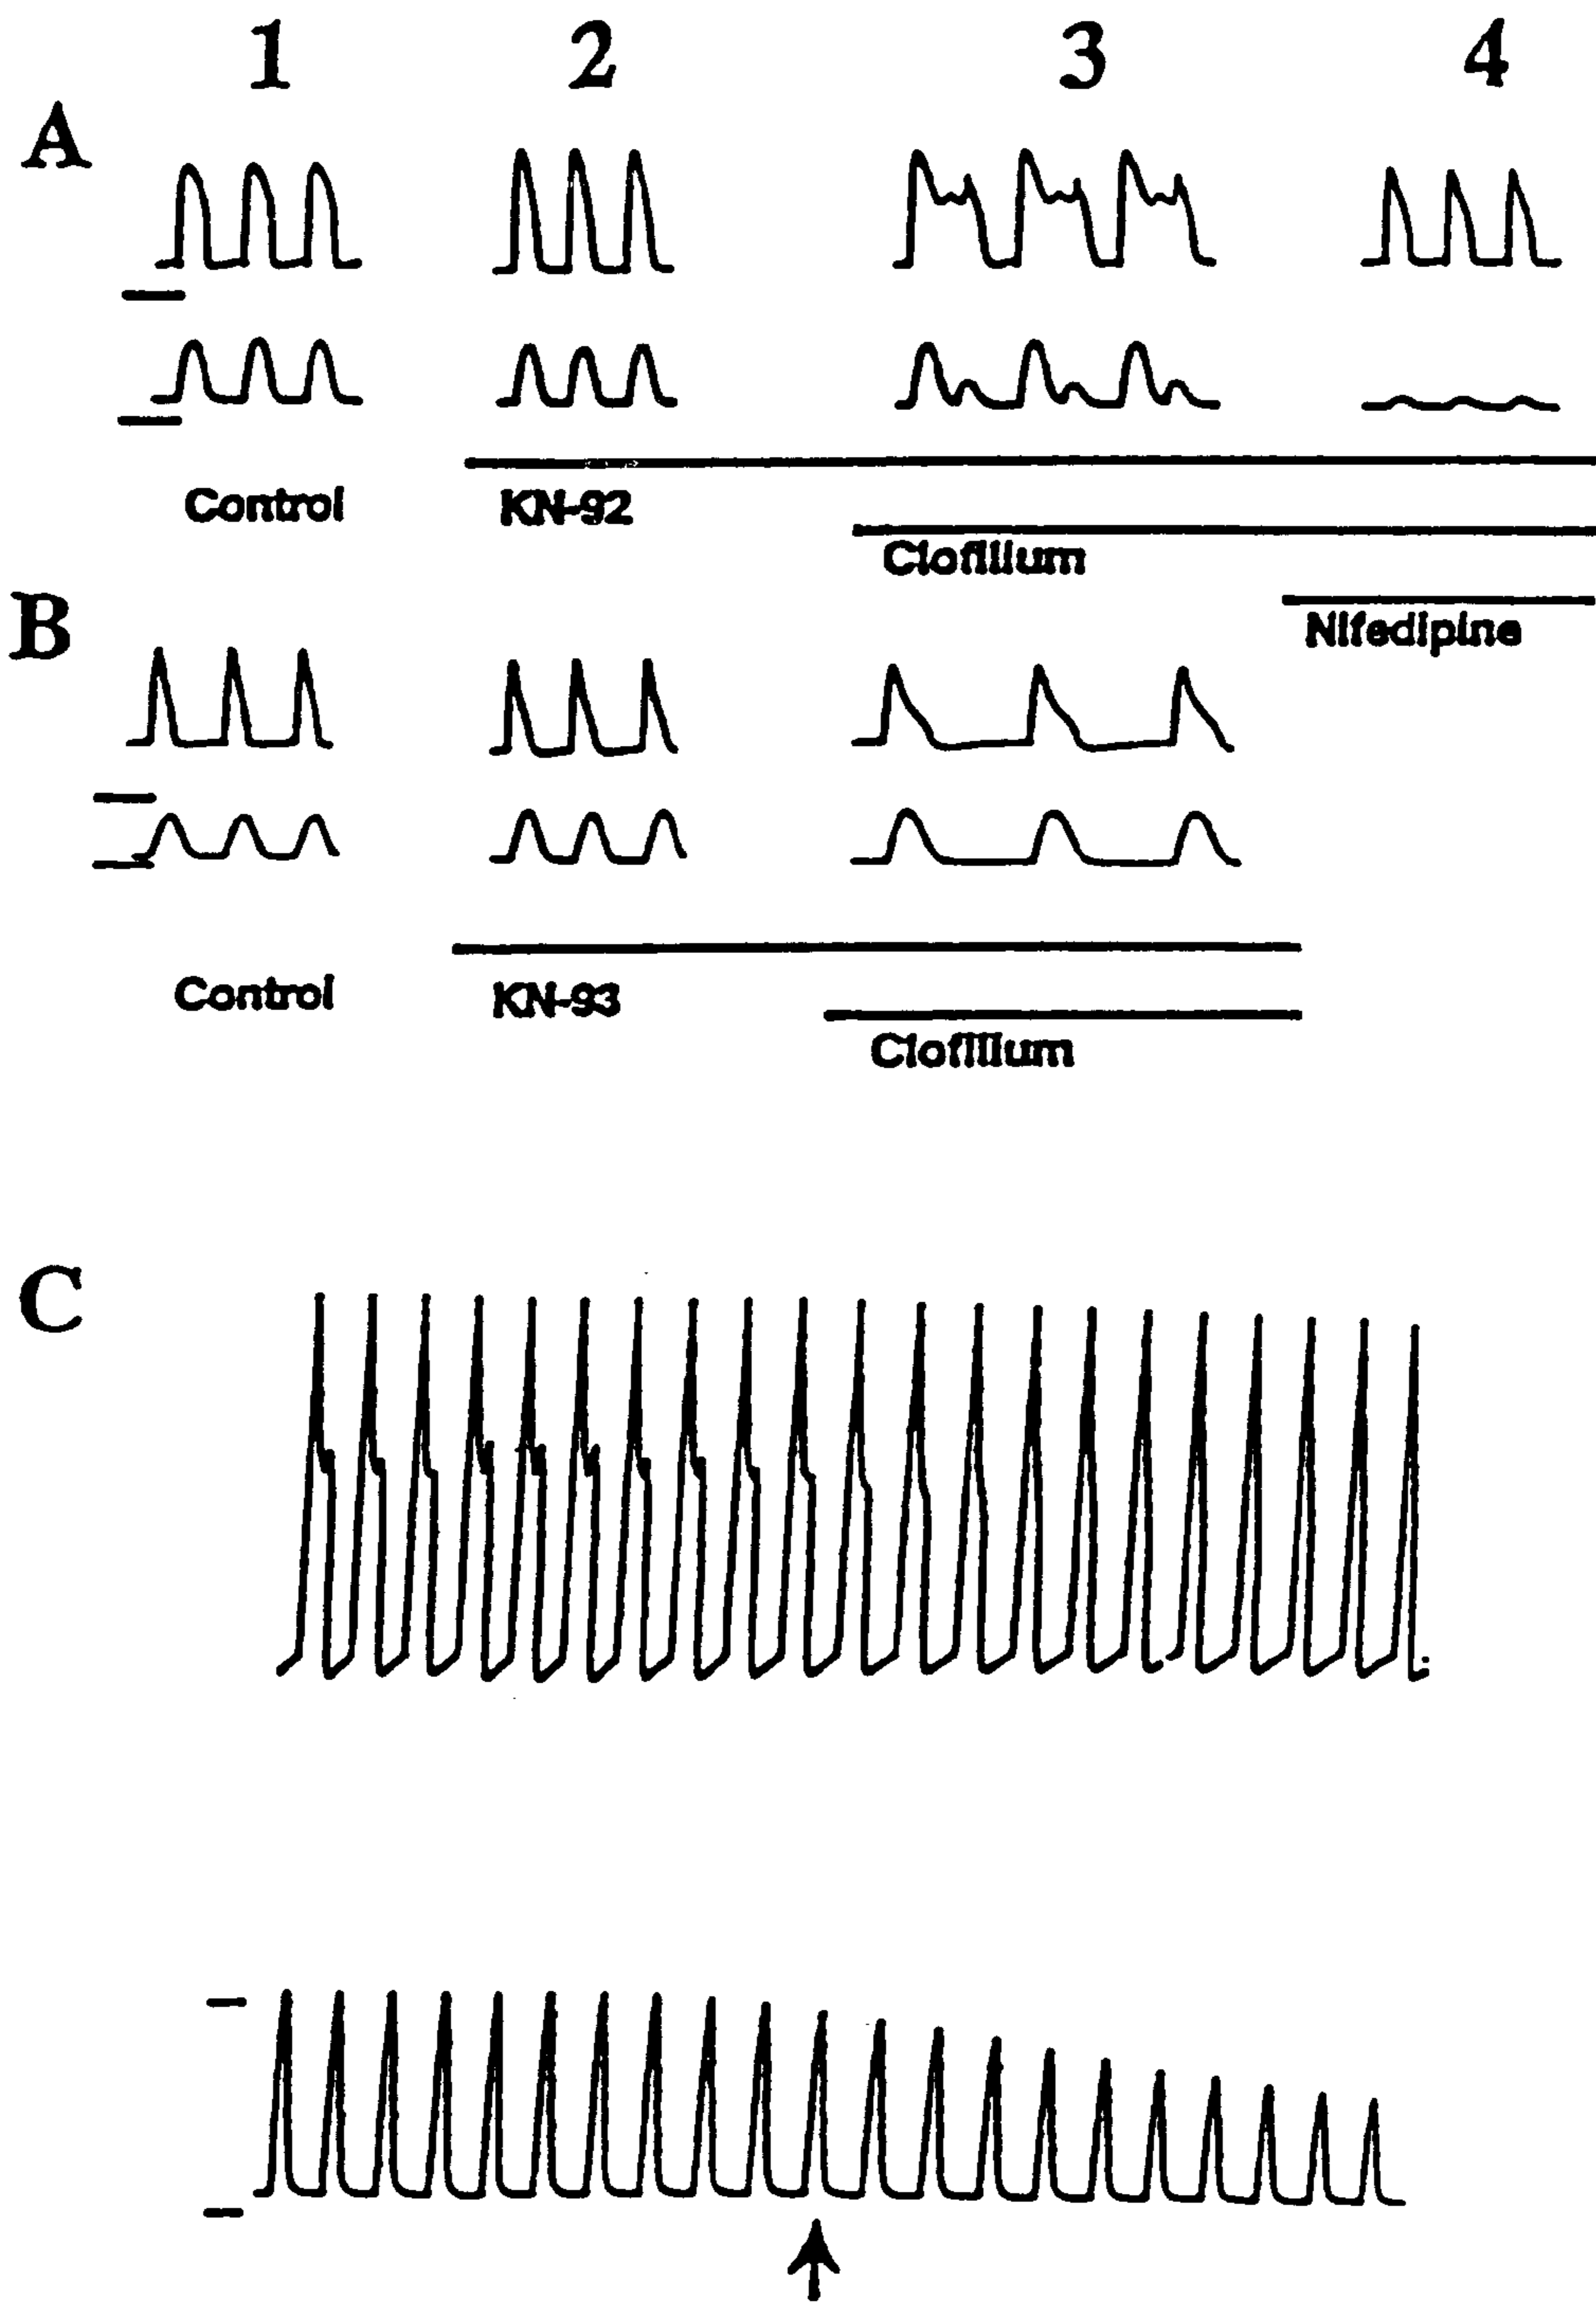 1 2 3 4
A
Control KN-92
Clofilium
Nifedipine
B
Control KN-93
Clofilium
C